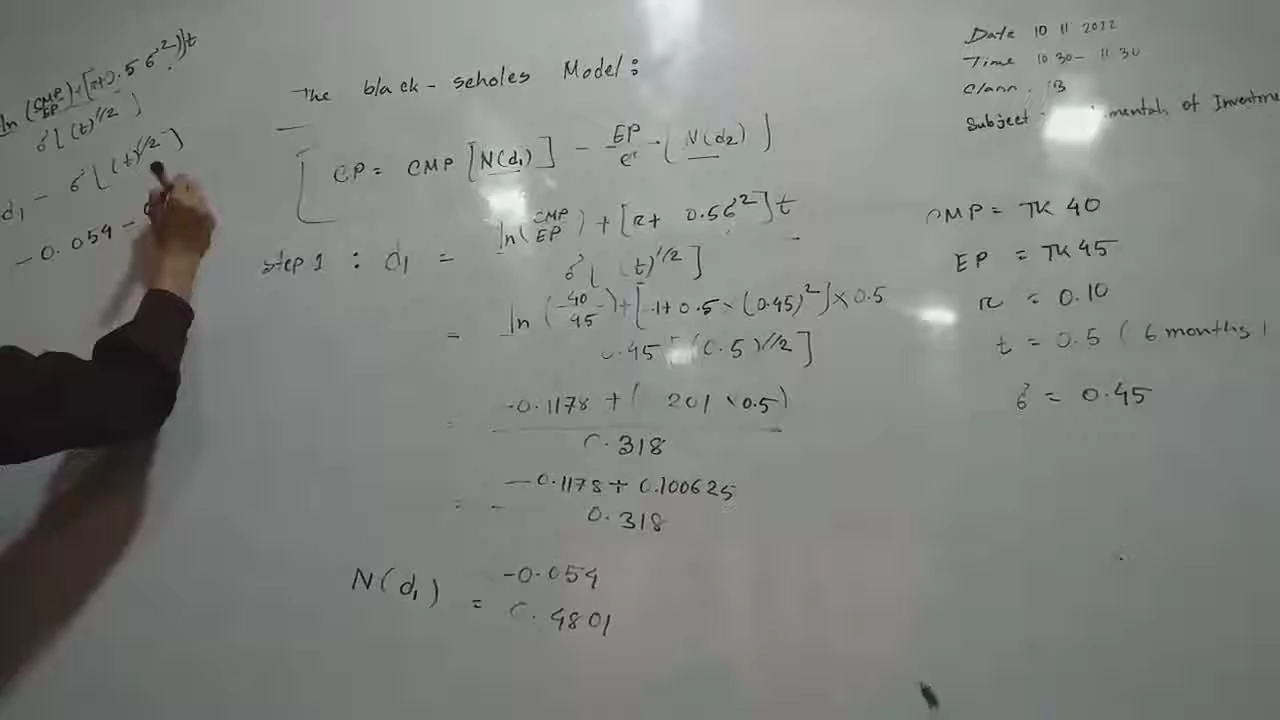 ln (CMP/EP) + [r+0.5 σ²)]t
σ [ (t)^1/2 ]
d1 - σ [ (t)^1/2 ]
- 0.054 -
The black - scholes Model :
[ CP = CMP [N(d1)] - EP/e^rt · [ N(d2) ]
step 1 : d1 = ln (CMP/EP) + [r + 0.5σ²] t
σ [ (t)^1/2 ]
= ln (40/45) + [.1+ 0.5 × (0.45)²] × 0.5
0.45 [ (0.5)^1/2 ]
= -0.1178 + ( 201 × 0.5)
0.318
= -0.1178 + 0.100625
0.318
-0.054
N(d1) = 0.4801
Date 10 11 2022
Time 10 30 - 11 30
Class . B
Subject . mentals of Investme
CMP = TK 40
EP = TK 45
r = 0.10
t = 0.5 ( 6 months )
σ = 0.45